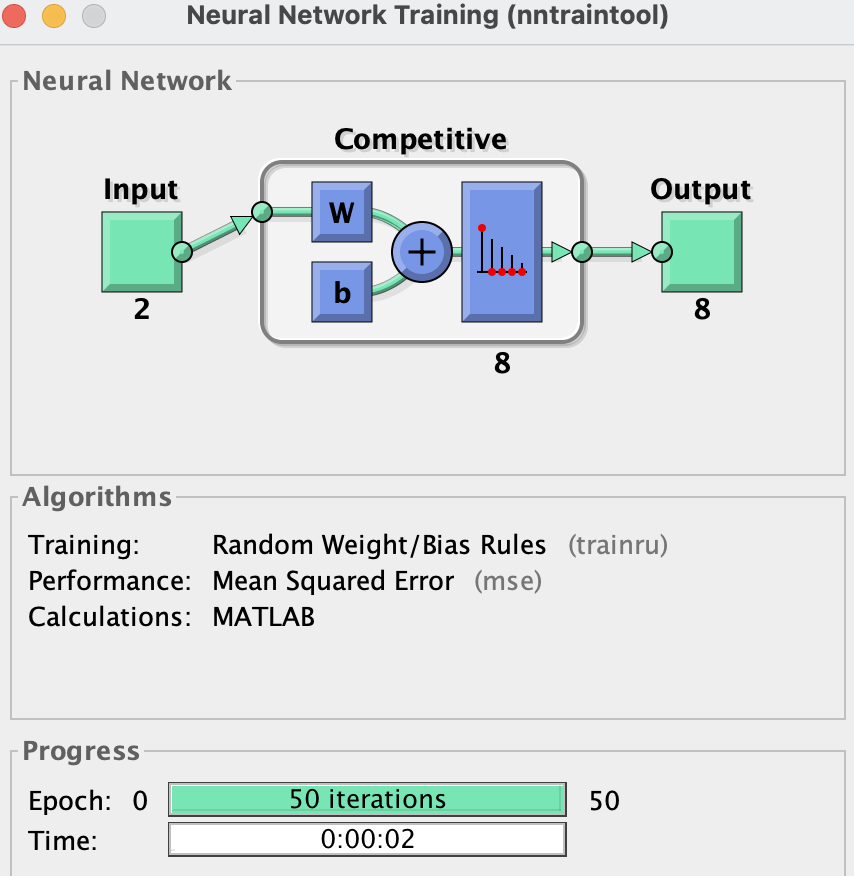 Neural Network Training (nntraintool)
Neural Network
Competitive
Input
Output
W
b
2
8
8
Algorithms
Training: Random Weight/Bias Rules (trainru)
Performance: Mean Squared Error (mse)
Calculations: MATLAB
Progress
Epoch: 0 50 iterations 50
Time: 0:00:02